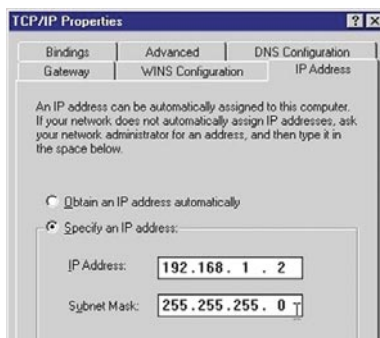 TCP/IP Properties
Bindings Advanced DNS Configuration
Gateway WINS Configuration IP Address
An IP address can be automatically assigned to this computer.
If your network does not automatically assign IP addresses, ask
your network administrator for an address, and then type it in
the space below.
Obtain an IP address automatically
Specify an IP address:
IP Address: 192.168. 1 . 2
Subnet Mask: 255.255.255. 0